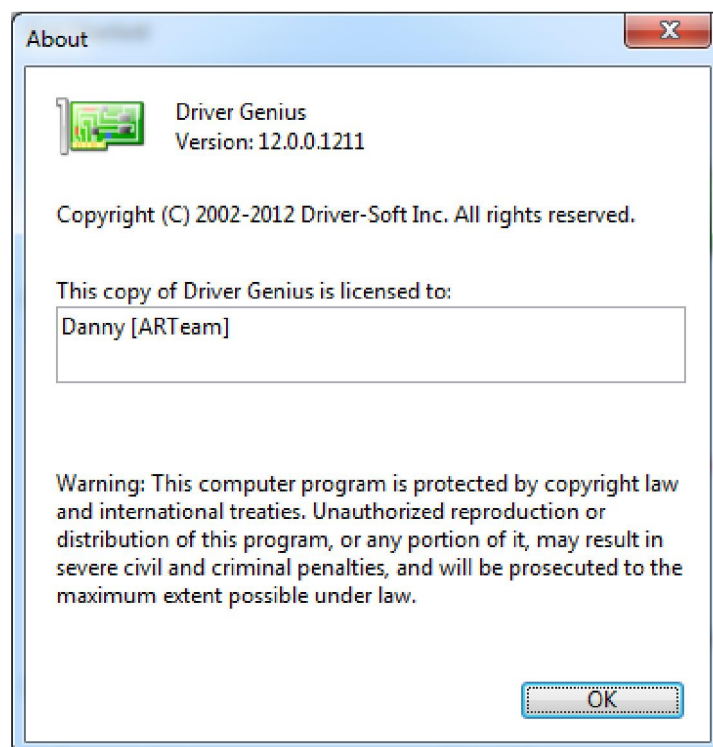 About
Driver Genius
Version: 12.0.0.1211
Copyright (C) 2002-2012 Driver-Soft Inc. All rights reserved.
This copy of Driver Genius is licensed to:
Danny [ARTeam]
Warning: This computer program is protected by copyright law
and international treaties. Unauthorized reproduction or
distribution of this program, or any portion of it, may result in
severe civil and criminal penalties, and will be prosecuted to the
maximum extent possible under law.
OK